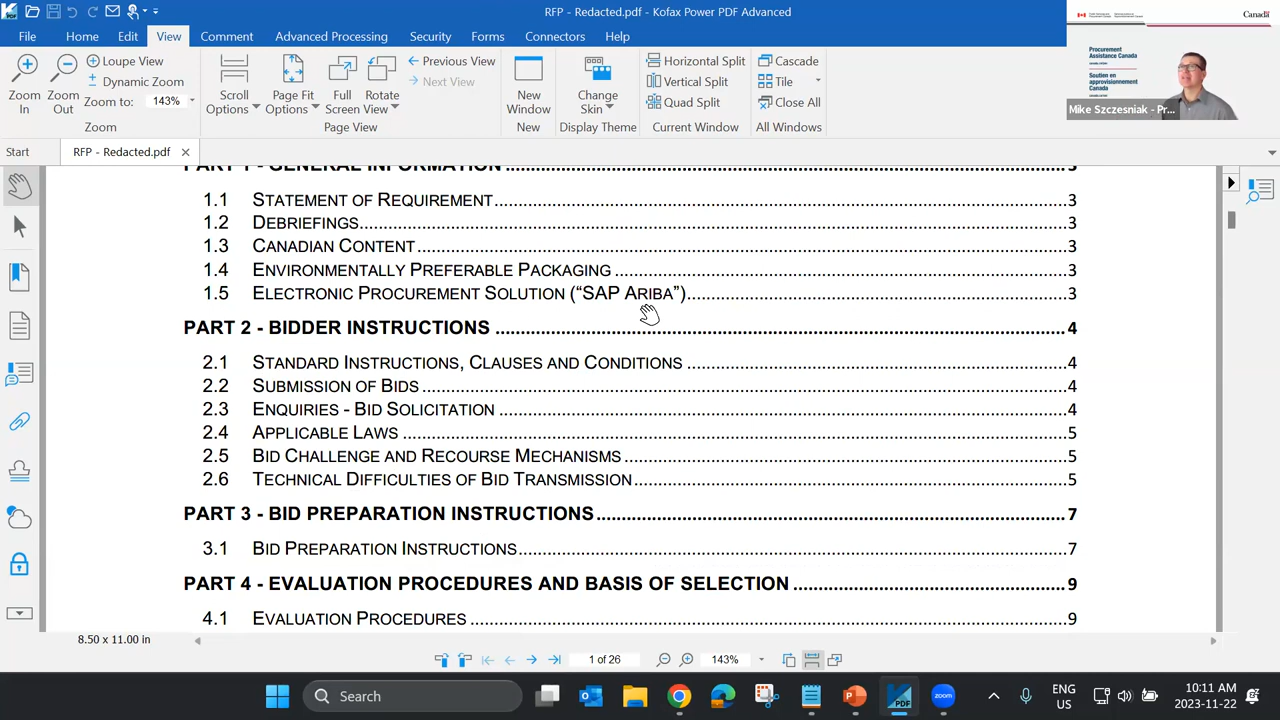 RFP - Redacted.pdf - Kofax Power PDF Advanced
File Home Edit View Comment Advanced Processing Security Forms Connectors Help
Zoom In
Zoom Out
Loupe View
Dynamic Zoom
Zoom to: 143%
Zoom
Scroll Options
Page Fit Options
Full Screen
Rotate View
Previous View
Next View
Page View
New Window
New
Change Skin
Display Theme
Horizontal Split
Vertical Split
Quad Split
Current Window
Cascade
Tile
Close All
All Windows
Canada
Procurement Assistance Canada
Soutien en approvisionnement Canada
Mike Szczesniak - Pr...
Start RFP - Redacted.pdf
PART 1 - GENERAL INFORMATION 3
1.1 STATEMENT OF REQUIREMENT 3
1.2 DEBRIEFINGS 3
1.3 CANADIAN CONTENT 3
1.4 ENVIRONMENTALLY PREFERABLE PACKAGING 3
1.5 ELECTRONIC PROCUREMENT SOLUTION (“SAP ARIBA”) 3
PART 2 - BIDDER INSTRUCTIONS 4
2.1 STANDARD INSTRUCTIONS, CLAUSES AND CONDITIONS 4
2.2 SUBMISSION OF BIDS 4
2.3 ENQUIRIES - BID SOLICITATION 4
2.4 APPLICABLE LAWS 5
2.5 BID CHALLENGE AND RECOURSE MECHANISMS 5
2.6 TECHNICAL DIFFICULTIES OF BID TRANSMISSION 5
PART 3 - BID PREPARATION INSTRUCTIONS 7
3.1 BID PREPARATION INSTRUCTIONS 7
PART 4 - EVALUATION PROCEDURES AND BASIS OF SELECTION 9
4.1 EVALUATION PROCEDURES 9
8.50 x 11.00 in
1 of 26
143%
Search
PDF
zoom
ENG
US
10:11 AM
2023-11-22